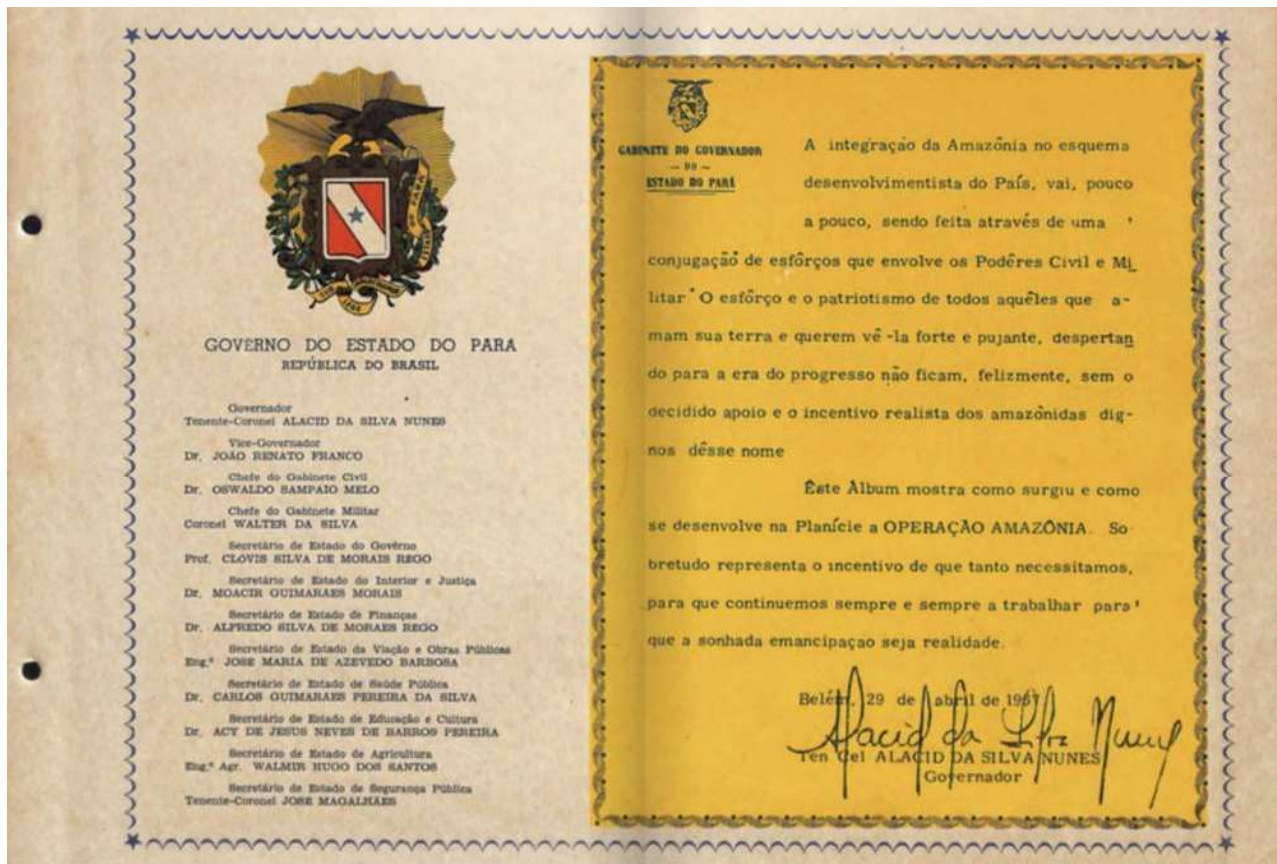 GOVÊRNO DO ESTADO DO PARA
REPÚBLICA DO BRASIL
Governador
Tenente-Coronel ALACID DA SILVA NUNES
Vice-Governador
Dr. JOÃO RENATO FRANCO
Chefe do Gabinete Civil
Dr. OSWALDO SAMPAIO MELO
Chefe do Gabinete Militar
Coronel WALTER DA SILVA
Secretário de Estado do Govêrno
Prof. CLOVIS SILVA DE MORAIS REGO
Secretário de Estado do Interior e Justiça
Dr. MOACIR GUIMARAES MORAIS
Secretário de Estado de Finanças
Dr. ALFREDO SILVA DE MORAES REGO
Secretário de Estado da Viação e Obras Públicas
Eng.º JOSE MARIA DE AZEVEDO BARBOSA
Secretário de Estado de Saúde Pública
Dr. CARLOS GUIMARAES PEREIRA DA SILVA
Secretário de Estado de Educação e Cultura
Dr. ACY DE JESUS NEVES DE BARROS PEREIRA
Secretário de Estado de Agricultura
Eng.º Agr. WALMIR HUGO DOS SANTOS
Secretário de Estado de Segurança Pública
Tenente-Coronel JOSE MAGALHAES
GABINETE DO GOVERNADOR
— DO —
ESTADO DO PARÁ
A integração da Amazônia no esquema
desenvolvimentista do País, vai, pouco
a pouco, sendo feita através de uma '
conjugação de esfôrços que envolve os Podêres Civil e Mi
litar O esfôrço e o patriotismo de todos aquêles que a-
mam sua terra e querem vê-la forte e pujante, despertan
do para a era do progresso não ficam, felizmente, sem o
decidido apoio e o incentivo realista dos amazônidas dig-
nos dêsse nome
Êste Álbum mostra como surgiu e como
se desenvolve na Planície a OPERAÇÃO AMAZÔNIA. So
bretudo representa o incentivo de que tanto necessitamos,
para que continuemos sempre e sempre a trabalhar para '
que a sonhada emancipaçao seja realidade.
Belém, 29 de abril de 1967
Alacid da Silva Nunes
Ten Cel ALACID DA SILVA NUNES
Governador